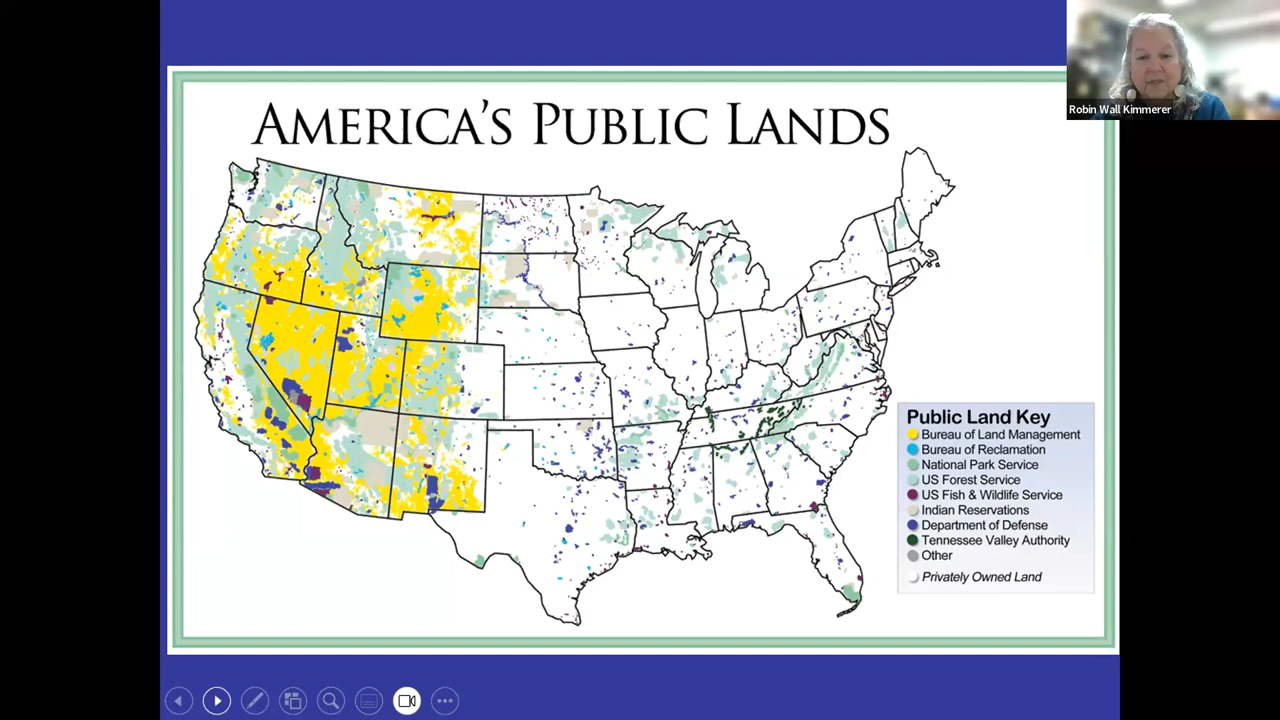 Robin Wall Kimmerer
AMERICA'S PUBLIC LANDS
Public Land Key
Bureau of Land Management
Bureau of Reclamation
National Park Service
US Forest Service
US Fish & Wildlife Service
Indian Reservations
Department of Defense
Tennessee Valley Authority
Other
Privately Owned Land